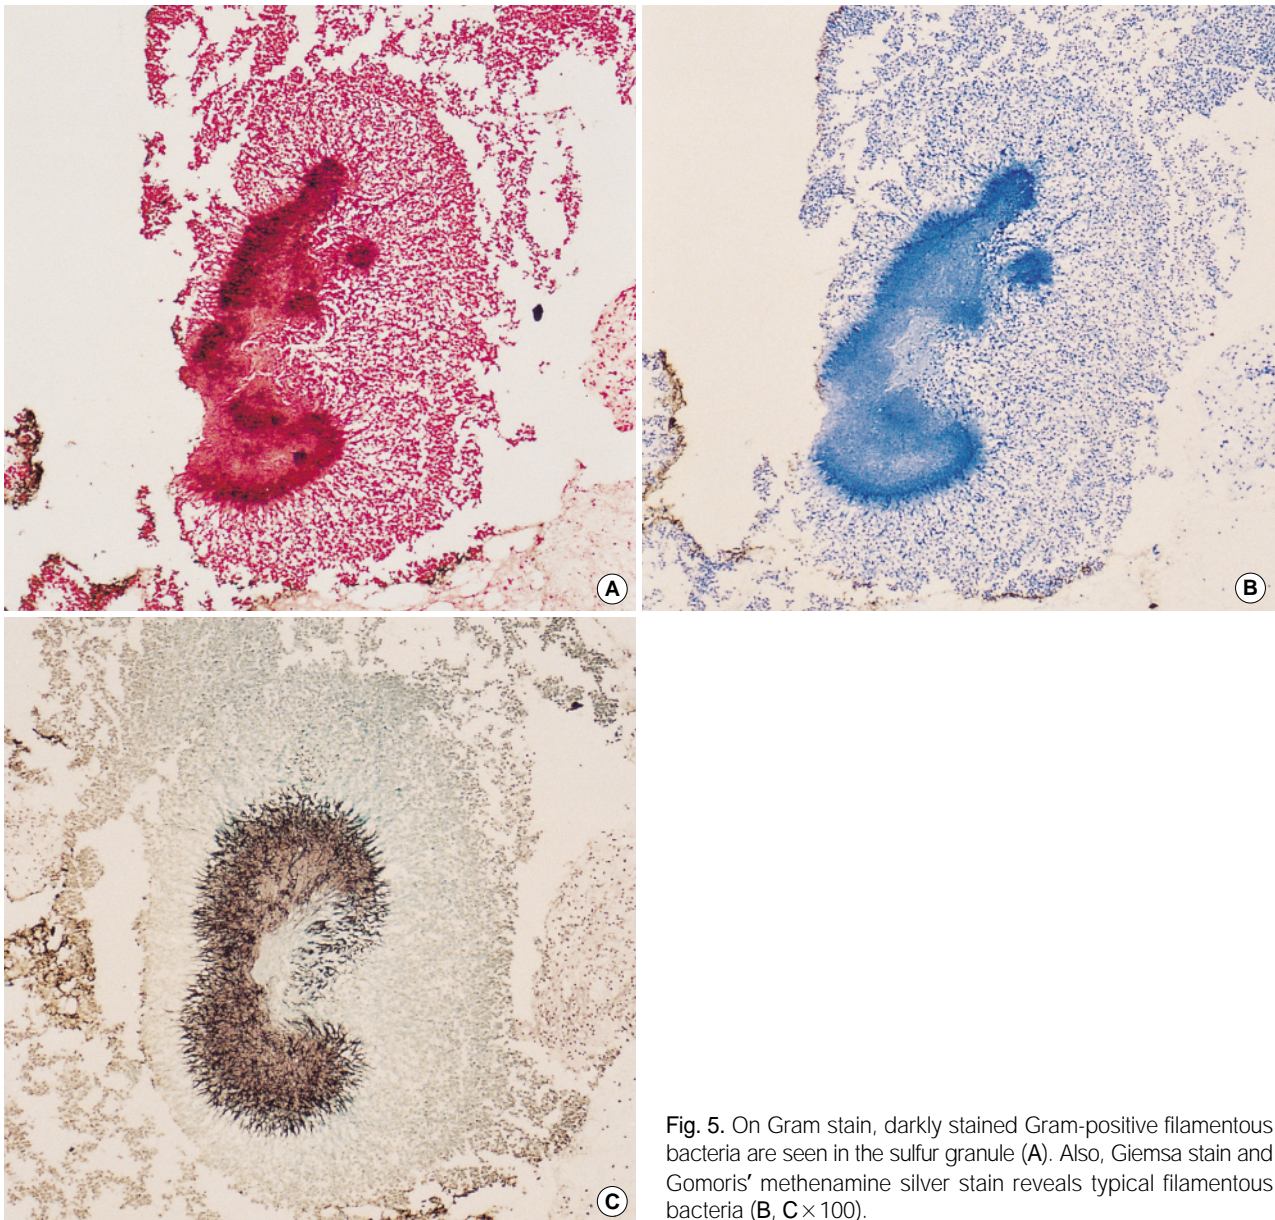 A
B
C
Fig. 5. On Gram stain, darkly stained Gram-positive filamentous
bacteria are seen in the sulfur granule (A). Also, Giemsa stain and
Gomoris' methenamine silver stain reveals typical filamentous
bacteria (B, C × 100).